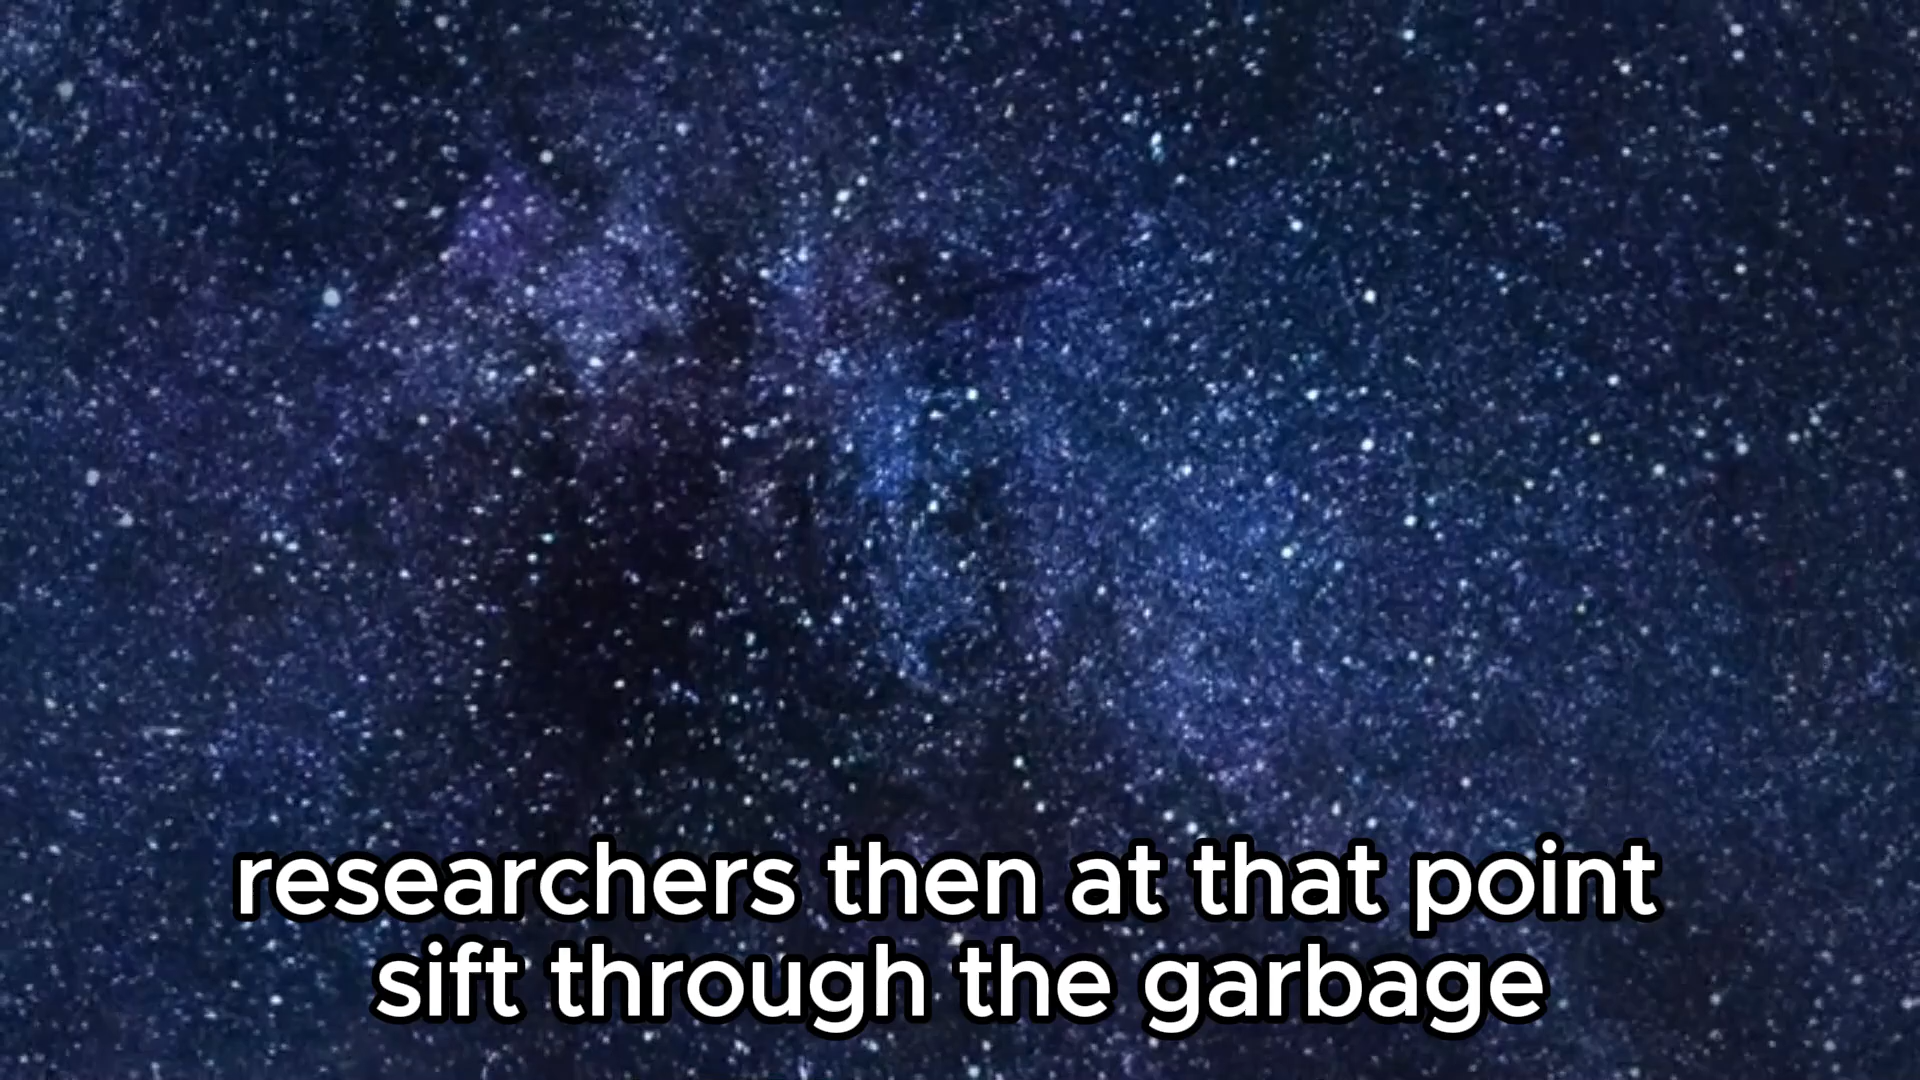 researchers then at that point
sift through the garbage